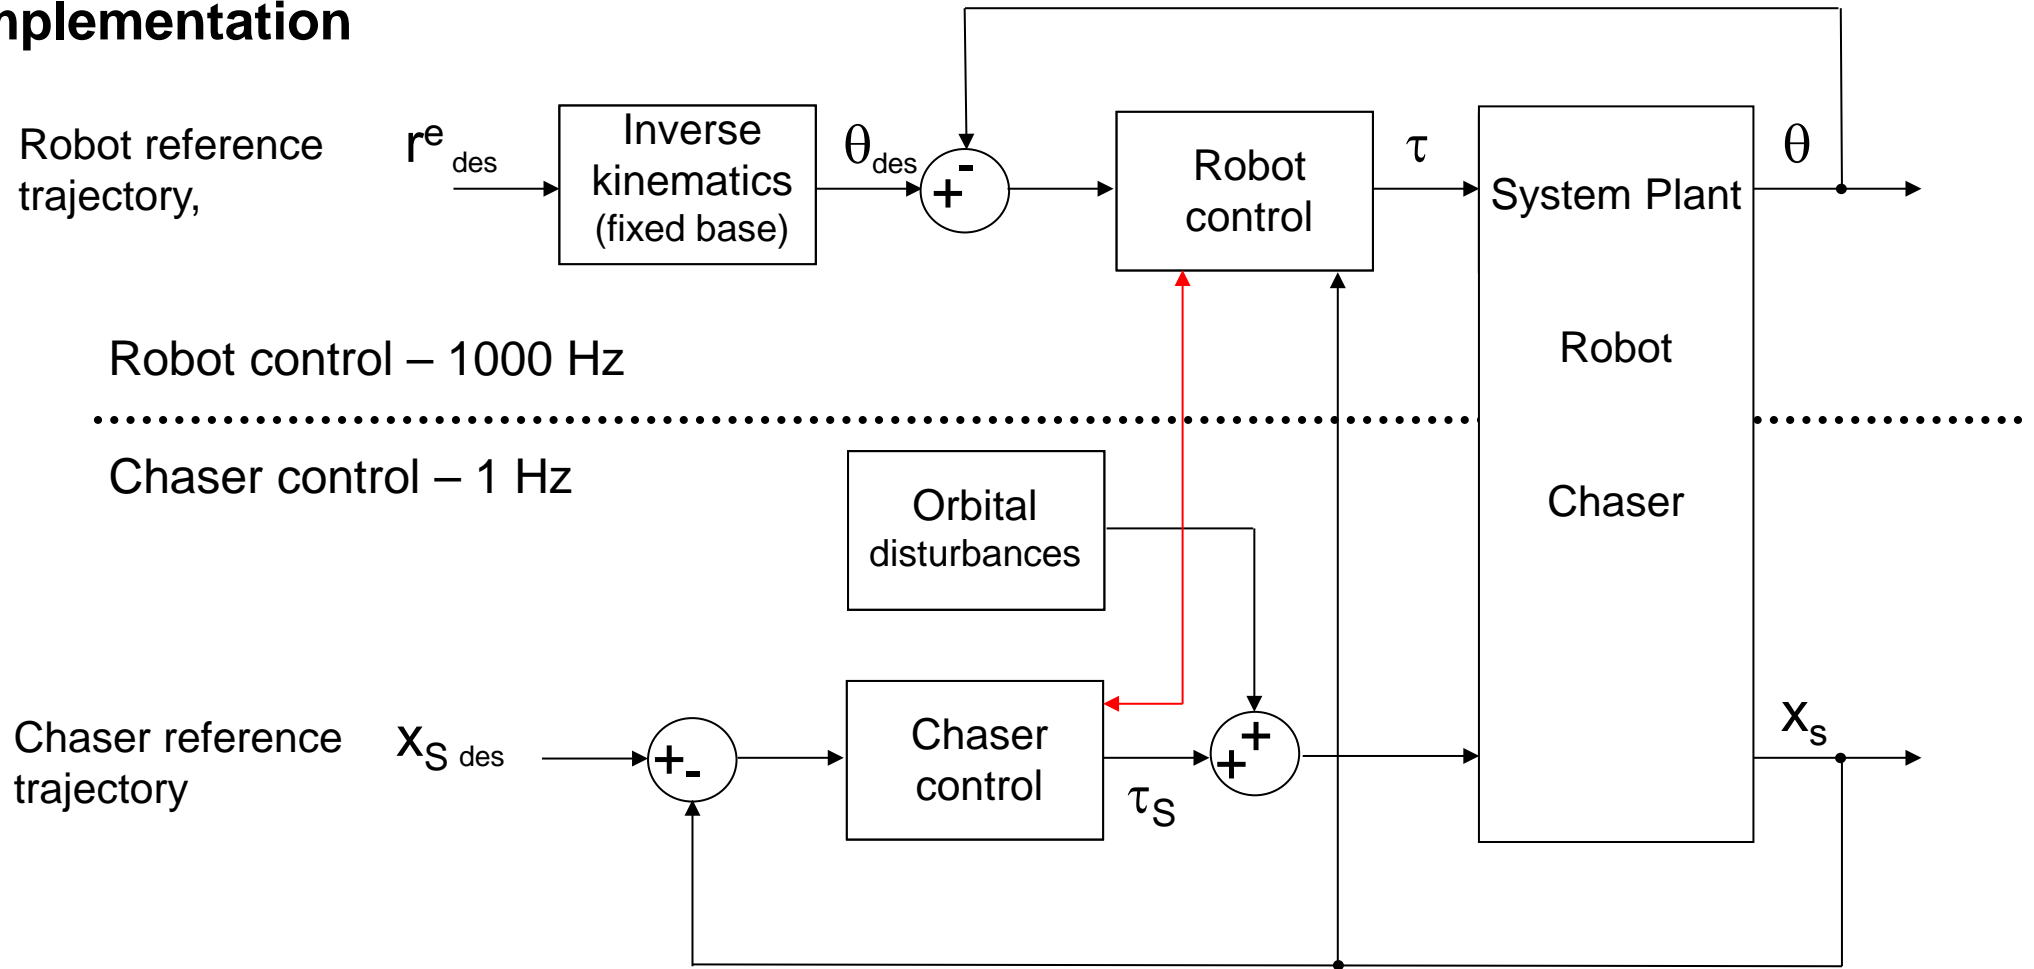 mplementation
Robot reference
trajectory,
r^e des
Inverse
kinematics
(fixed base)
θdes
-
+
Robot
control
τ
System Plant
Robot
Chaser
θ
Robot control – 1000 Hz
Chaser control – 1 Hz
Orbital
disturbances
Chaser reference
trajectory
xS des
+
-
Chaser
control
τS
+
+
xs